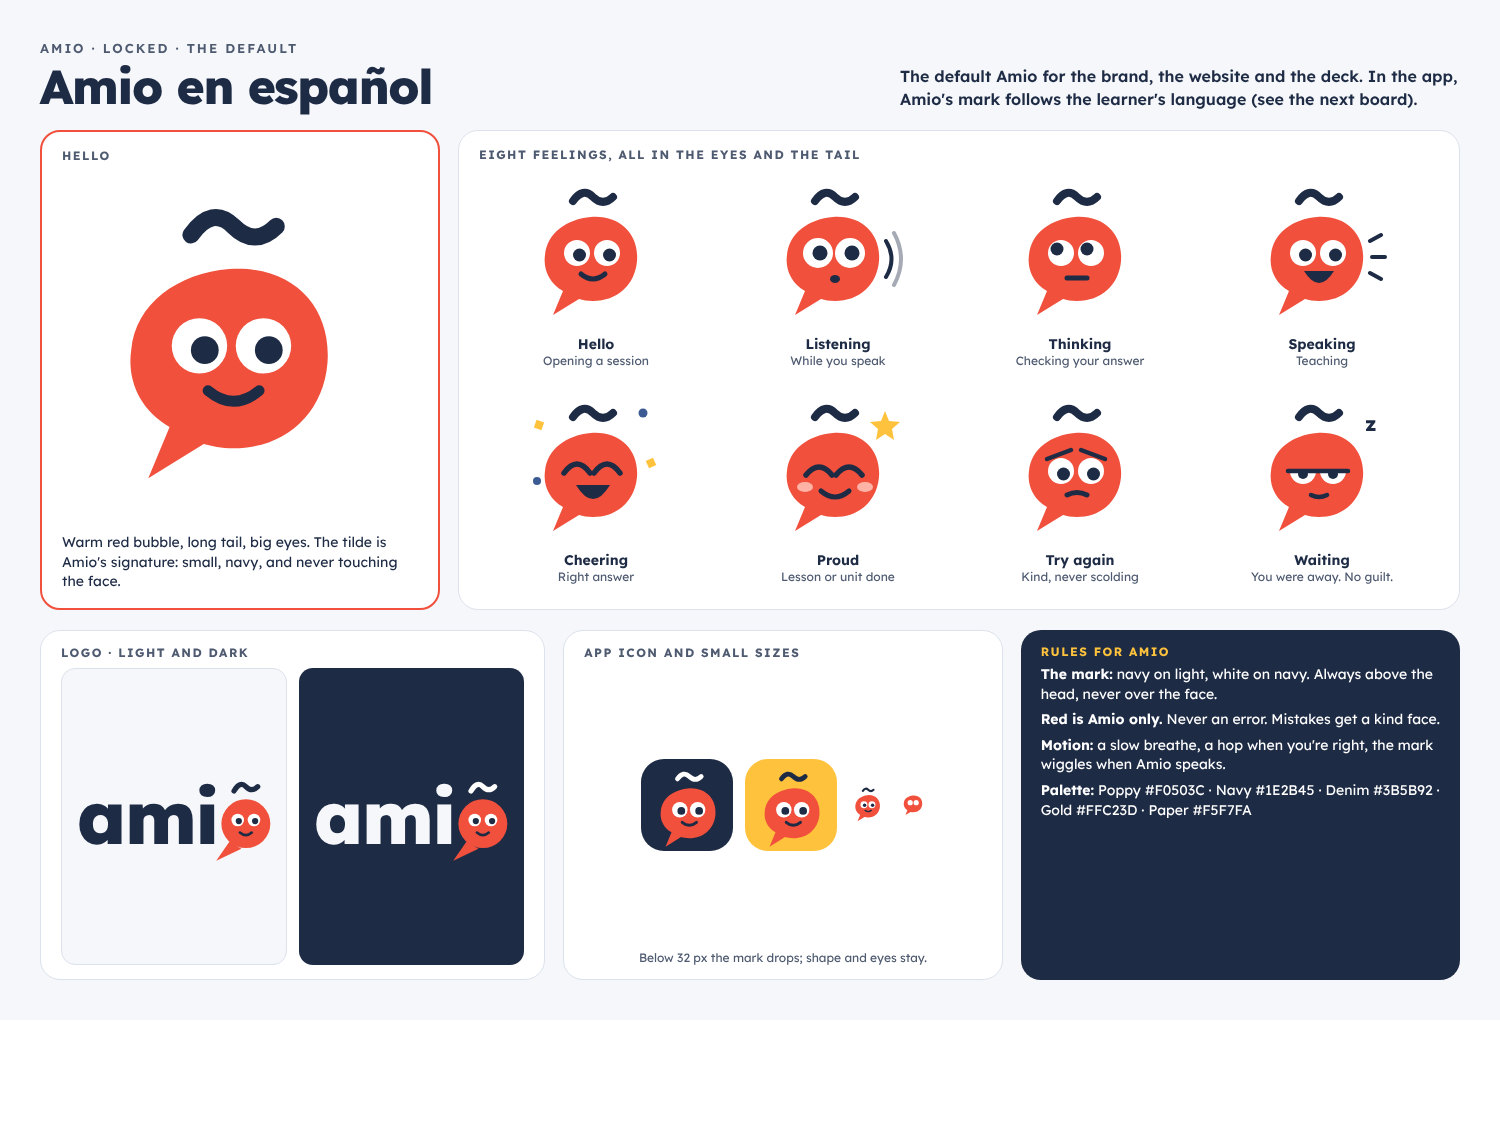 AMIO · LOCKED · THE DEFAULT
Amio en español
The default Amio for the brand, the website and the deck. In the app,
Amio's mark follows the learner's language (see the next board).
HELLO
Warm red bubble, long tail, big eyes. The tilde is
Amio's signature: small, navy, and never touching
the face.
EIGHT FEELINGS, ALL IN THE EYES AND THE TAIL
Hello
Opening a session
Listening
While you speak
Thinking
Checking your answer
Speaking
Teaching
Cheering
Right answer
Proud
Lesson or unit done
Try again
Kind, never scolding
z
Waiting
You were away. No guilt.
LOGO · LIGHT AND DARK
amiõ
amiõ
APP ICON AND SMALL SIZES
Below 32 px the mark drops; shape and eyes stay.
RULES FOR AMIO
The mark: navy on light, white on navy. Always above the
head, never over the face.
Red is Amio only. Never an error. Mistakes get a kind face.
Motion: a slow breathe, a hop when you're right, the mark
wiggles when Amio speaks.
Palette: Poppy #F0503C · Navy #1E2B45 · Denim #3B5B92 ·
Gold #FFC23D · Paper #F5F7FA